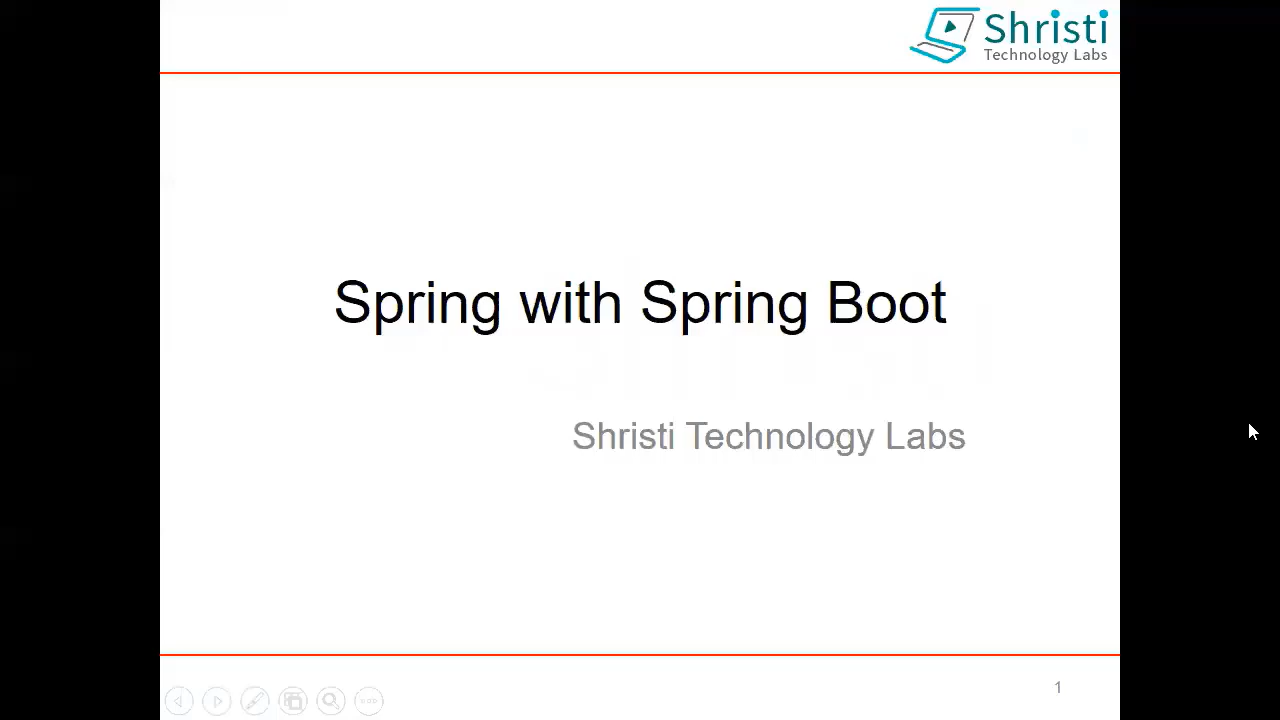 Shristi
Technology Labs
Spring with Spring Boot
Shristi Technology Labs
1